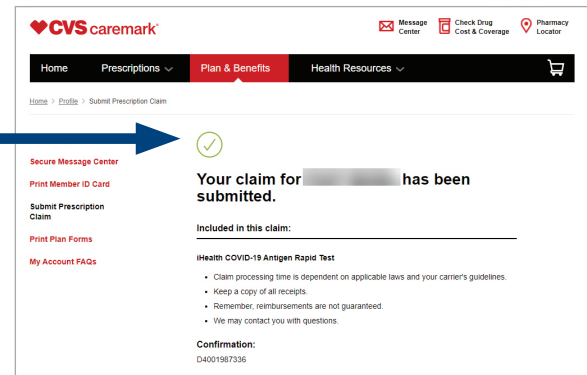 CVS caremark®
Message Center
Check Drug Cost & Coverage
Pharmacy Locator
Home Prescriptions Plan & Benefits Health Resources
Home > Profile > Submit Prescription Claim
Secure Message Center
Print Member ID Card
Submit Prescription
Claim
Print Plan Forms
My Account FAQs
Your claim for has been
submitted.
Included in this claim:
iHealth COVID-19 Antigen Rapid Test
• Claim processing time is dependent on applicable laws and your carrier's guidelines.
• Keep a copy of all receipts.
• Remember, reimbursements are not guaranteed.
• We may contact you with questions.
Confirmation:
D4001987336